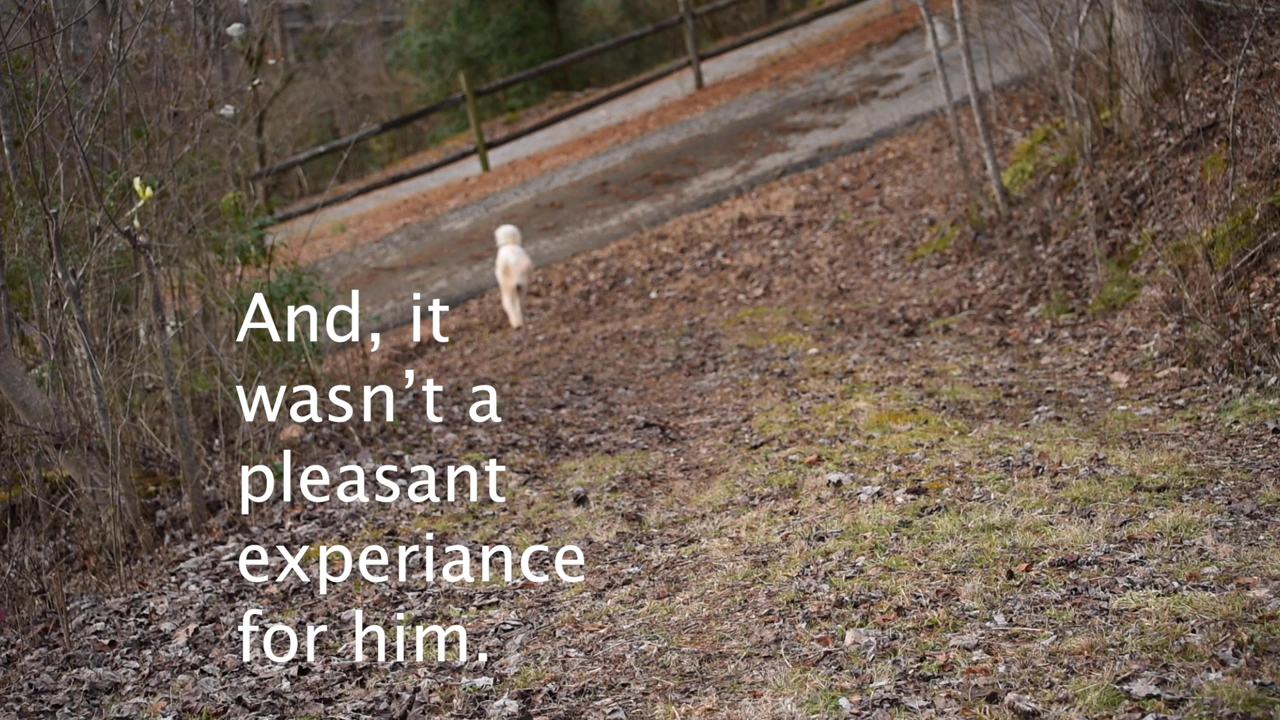 And, it
wasn’t a
pleasant
experiance
for him.